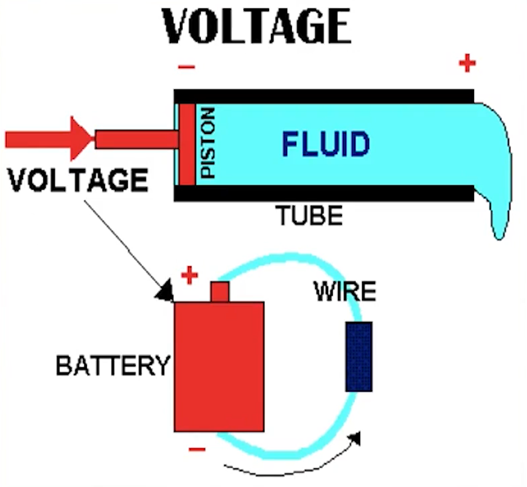 VOLTAGE
− +
PISTON
FLUID
VOLTAGE
TUBE
+
WIRE
BATTERY
−